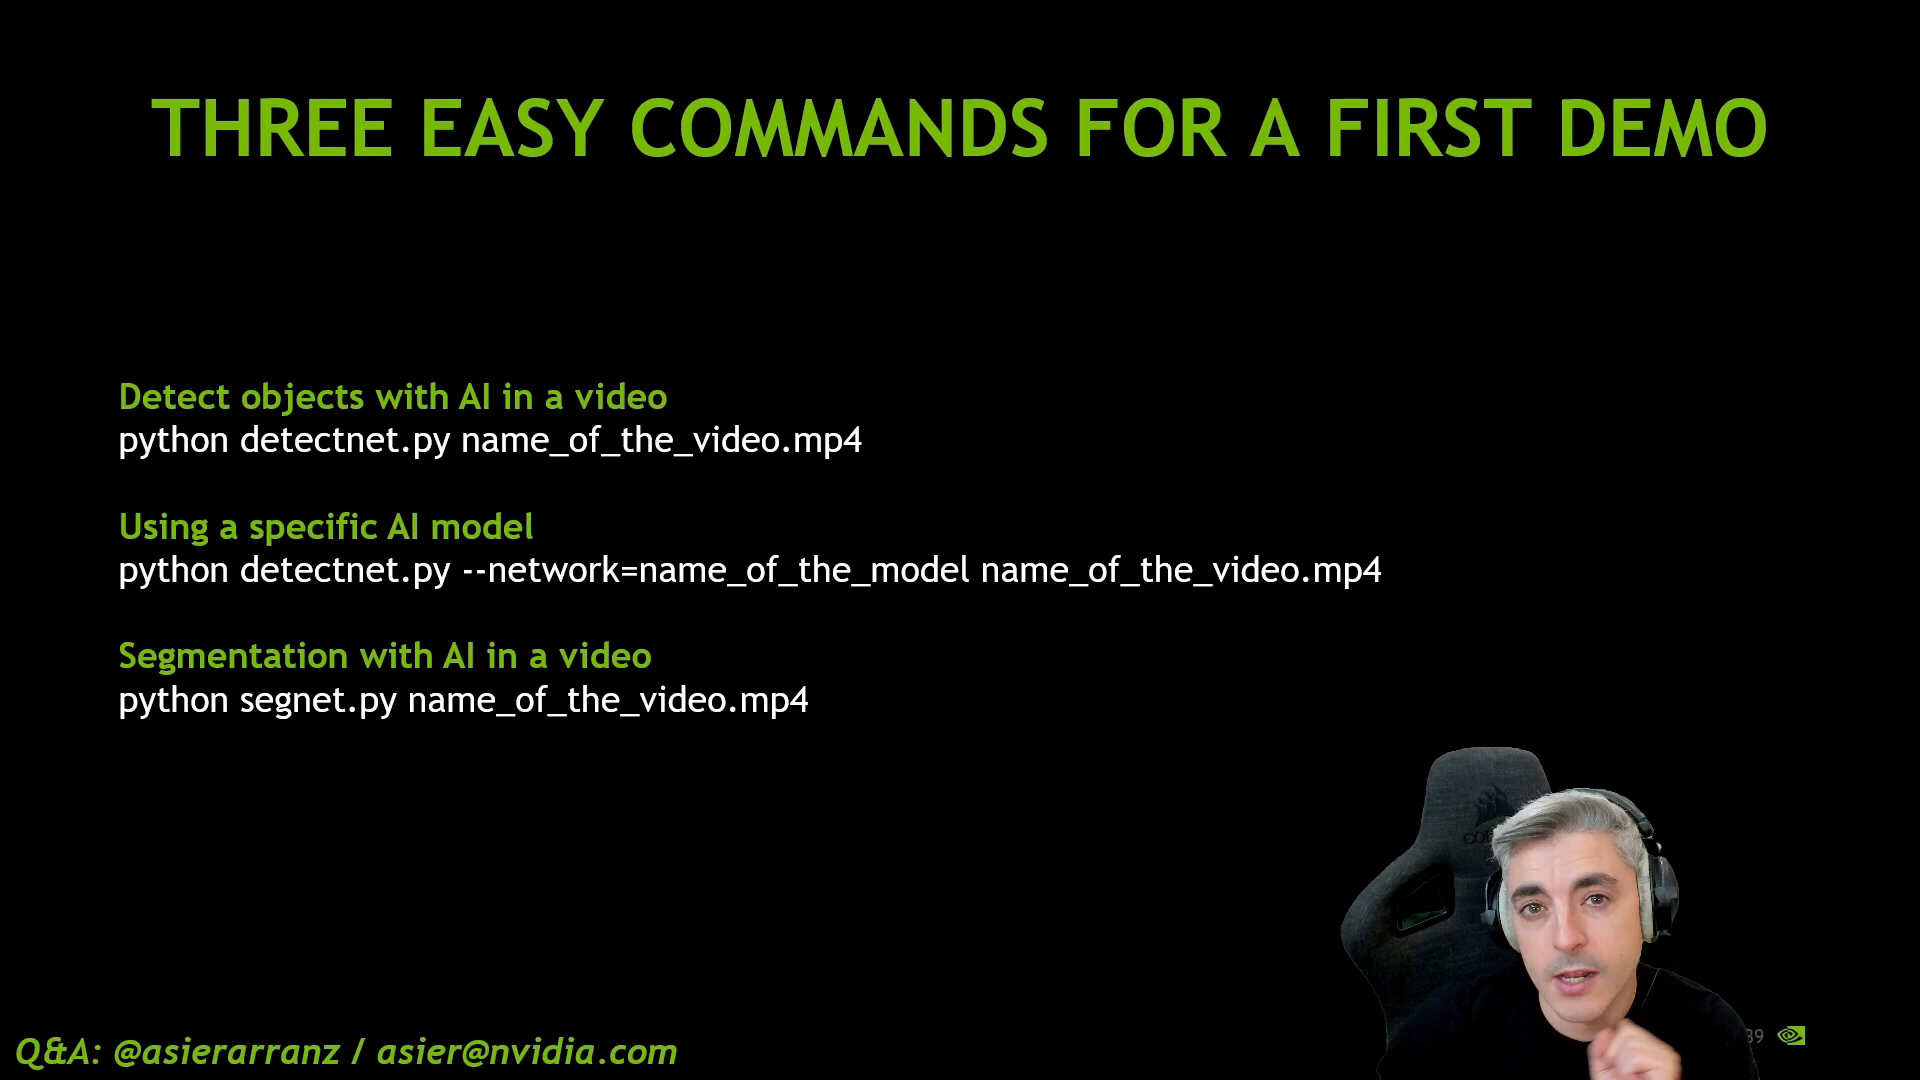 THREE EASY COMMANDS FOR A FIRST DEMO
Detect objects with AI in a video
python detectnet.py name_of_the_video.mp4
Using a specific AI model
python detectnet.py --network=name_of_the_model name_of_the_video.mp4
Segmentation with AI in a video
python segnet.py name_of_the_video.mp4
Q&A: @asierarranz / asier@nvidia.com